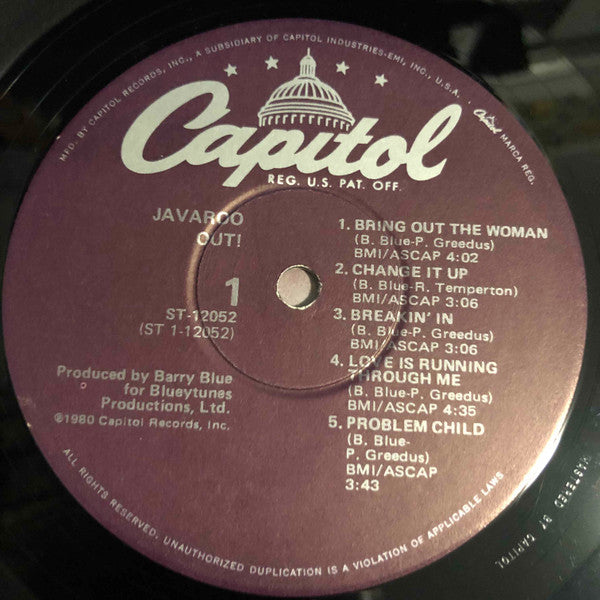 MFD. BY CAPITOL RECORDS, INC., A SUBSIDIARY OF CAPITOL INDUSTRIES-EMI, INC., U.S.A.
Capitol MARCA REG.
Capitol
REG. U.S. PAT. OFF.
JAVAROO
OUT!
1
ST-12052
(ST 1-12052)
Produced by Barry Blue
for Blueytunes
Productions, Ltd.
℗1980 Capitol Records, Inc.
1. BRING OUT THE WOMAN
(B. Blue-P. Greedus)
BMI/ASCAP 4:02
2. CHANGE IT UP
(B. Blue-R. Temperton)
BMI/ASCAP 3:06
3. BREAKIN' IN
(B. Blue-P. Greedus)
BMI/ASCAP 3:06
4. LOVE IS RUNNING
THROUGH ME
(B. Blue-P. Greedus)
BMI/ASCAP 4:35
5. PROBLEM CHILD
(B. Blue-
P. Greedus)
BMI/ASCAP
3:43
ALL RIGHTS RESERVED. UNAUTHORIZED DUPLICATION IS A VIOLATION OF APPLICABLE LAWS
MASTERED BY CAPITOL